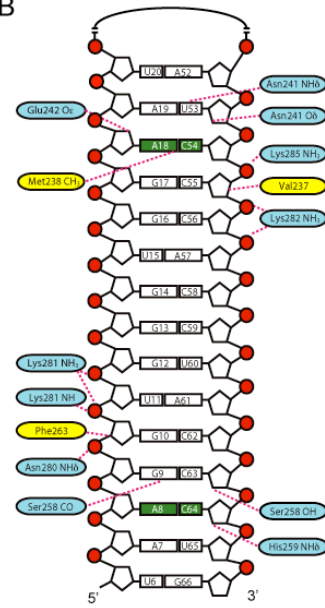 B
U20 A52
Asn241 NHδ
A19 U53
Glu242 Oε
Asn241 Oδ
A18 C54
Lys285 NH₃
Met238 CH₃
G17 C55
Val237
G16 C56
Lys282 NH₃
U15 A57
G14 C58
G13 C59
Lys281 NH₃
G12 U60
Lys281 NH
U11 A61
Phe263
G10 C62
Asn280 NHδ
G9 C63
Ser258 CO
A8 C64
Ser258 OH
A7 U65
His259 NHδ
U6 G66
5' 3'